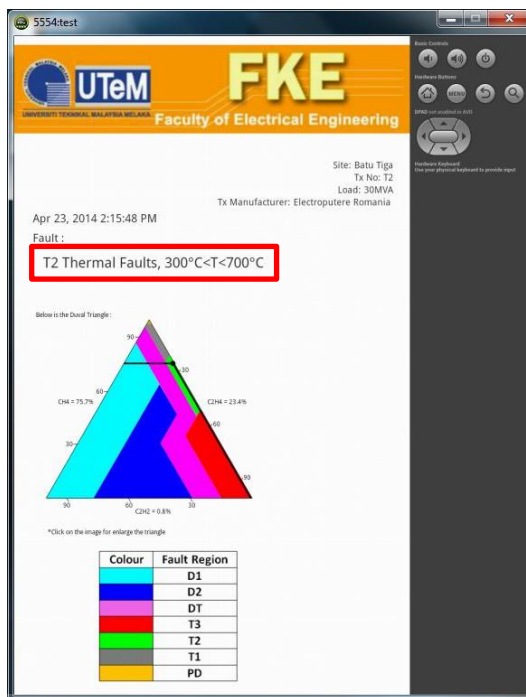 5554:test
UTeM
UNIVERSITI TEKNIKAL MALAYSIA MELAKA
FKE
Faculty of Electrical Engineering
Site: Batu Tiga
Tx No: T2
Load: 30MVA
Tx Manufacturer: Electroputere Romania
Apr 23, 2014 2:15:48 PM
Fault :
T2 Thermal Faults, 300°C<T<700°C
Below is the Duval Triangle :
90
30
60
CH4 = 75.7%
C2H4 = 23.4%
60
30
90
90
60
30
C2H2 = 0.8%
*Click on the image for enlarge the triangle
Colour Fault Region
D1
D2
DT
T3
T2
T1
PD
Basic Controls
Hardware Buttons
MENU
DPAD not enabled in AVD
Hardware Keyboard
Use your physical keyboard to provide input